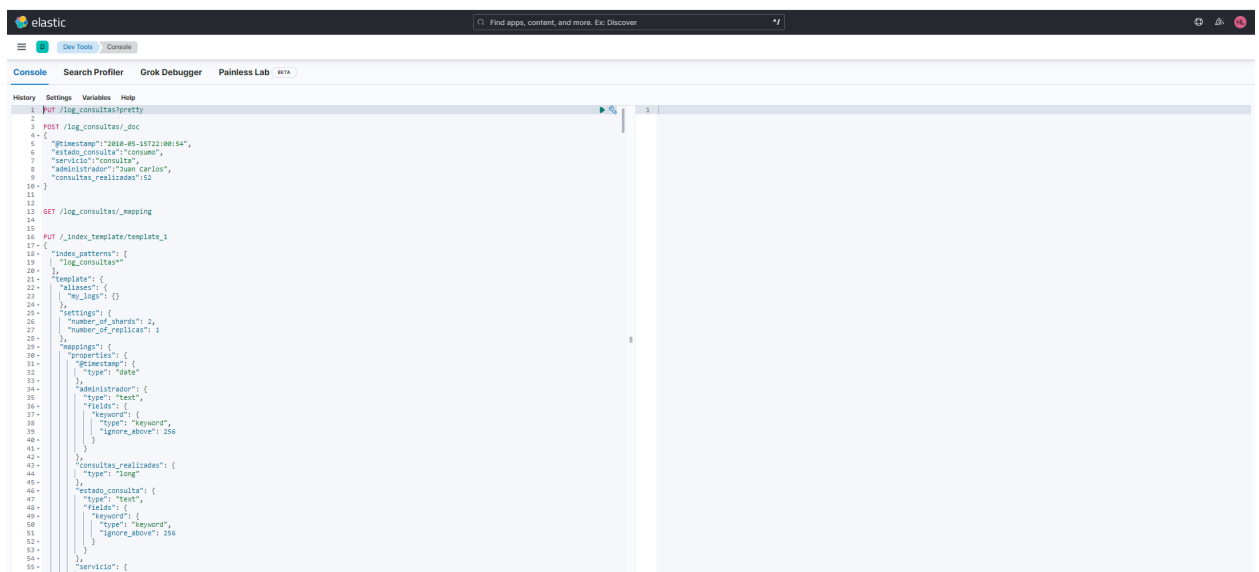 elastic
Find apps, content, and more. Ex: Discover
^/
HL
D
Dev Tools
Console
Console
Search Profiler
Grok Debugger
Painless Lab
BETA
History
Settings
Variables
Help
1 PUT /log_consultas?pretty
2
3 POST /log_consultas/_doc
4 {
5 "@timestamp":"2010-05-15T22:00:54",
6 "estado_consulta":"consumo",
7 "servicio":"consulta",
8 "administrador":"Juan Carlos",
9 "consultas_realizadas":52
10 }
11
12
13 GET /log_consultas/_mapping
14
15
16 PUT /_index_template/template_1
17 {
18 "index_patterns": [
19 "log_consultas*"
20 ],
21 "template": {
22 "aliases": {
23 "my_logs": {}
24 },
25 "settings": {
26 "number_of_shards": 2,
27 "number_of_replicas": 1
28 },
29 "mappings": {
30 "properties": {
31 "@timestamp": {
32 "type": "date"
33 },
34 "administrador": {
35 "type": "text",
36 "fields": {
37 "keyword": {
38 "type": "keyword",
39 "ignore_above": 256
40 }
41 }
42 },
43 "consultas_realizadas": {
44 "type": "long"
45 },
46 "estado_consulta": {
47 "type": "text",
48 "fields": {
49 "keyword": {
50 "type": "keyword",
51 "ignore_above": 256
52 }
53 }
54 },
55 "servicio": {
1